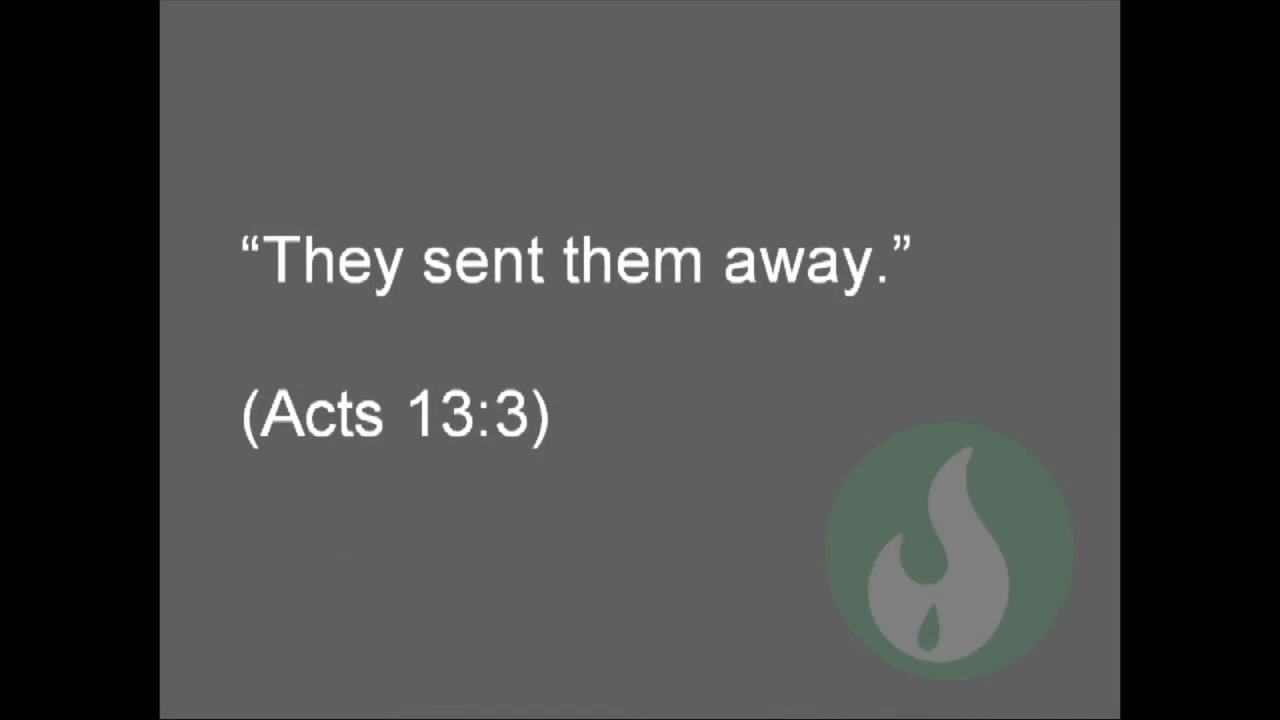 “They sent them away.”
(Acts 13:3)